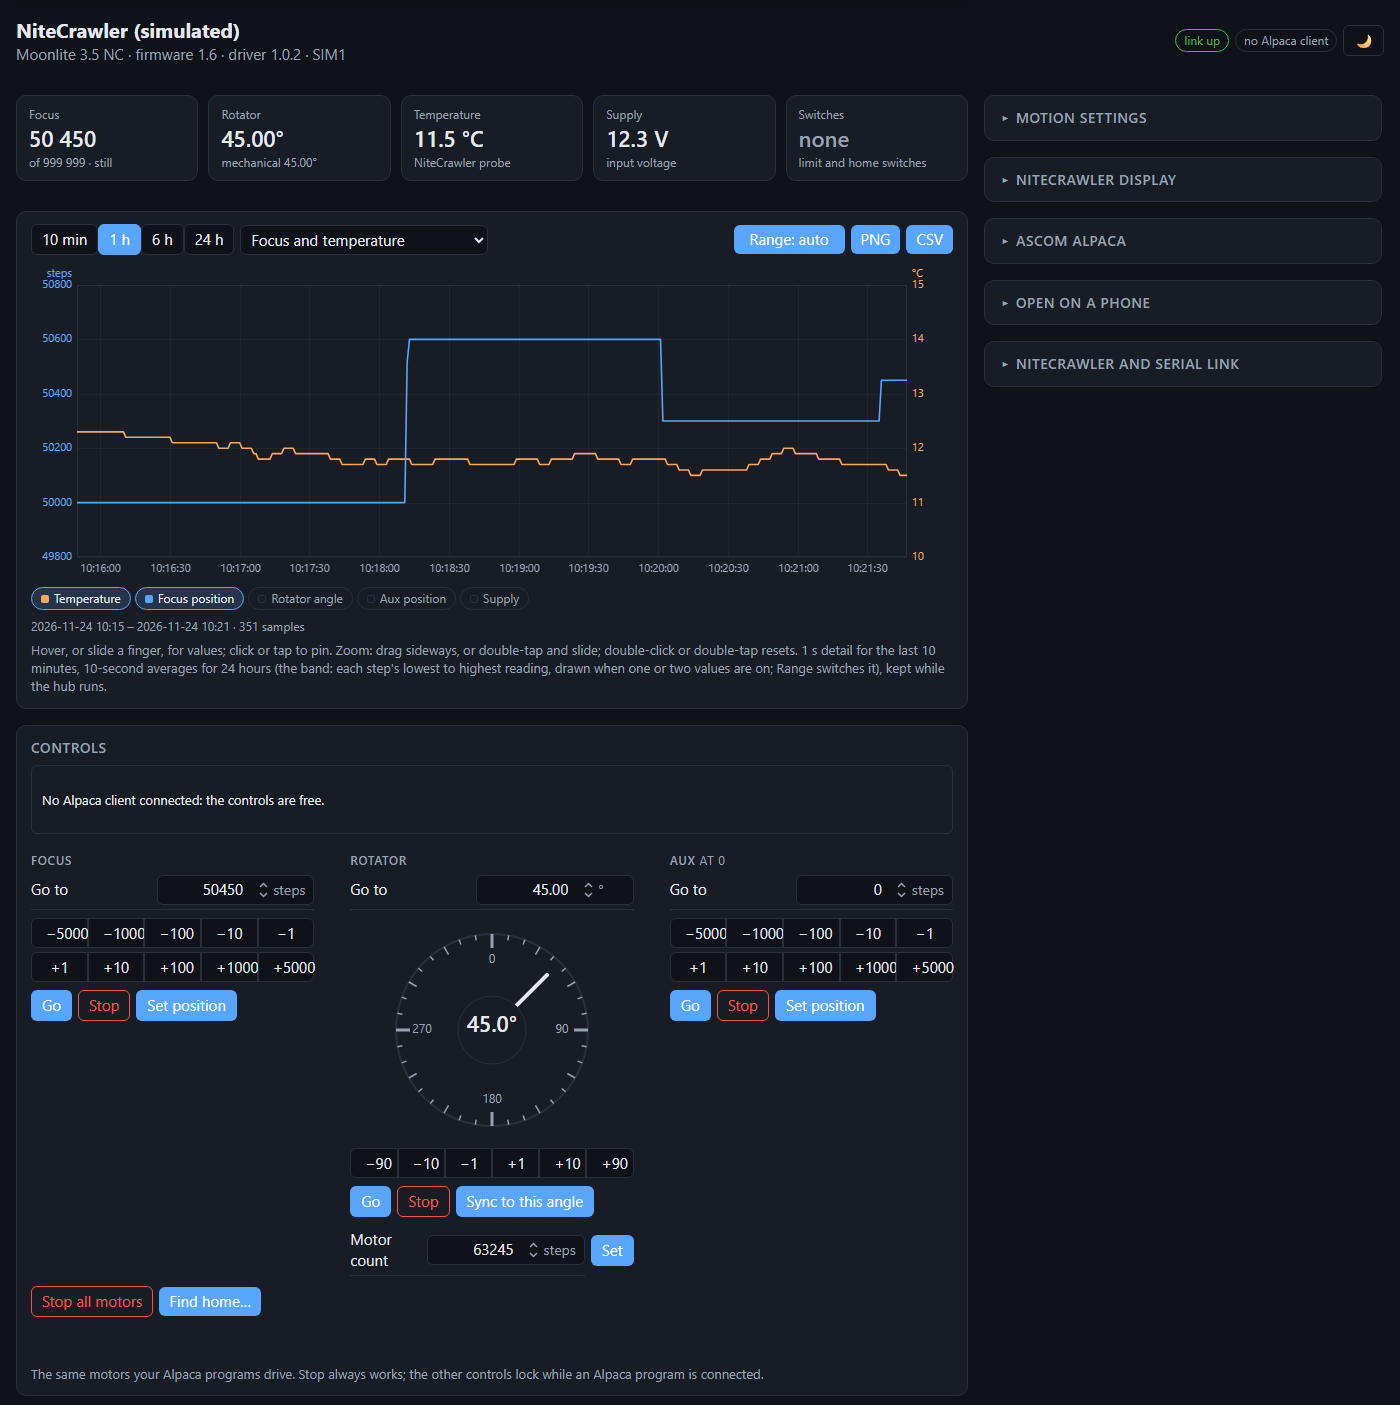 NiteCrawler (simulated)
Moonlite 3.5 NC · firmware 1.6 · driver 1.0.2 · SIM1
link up
no Alpaca client
Focus
50 450
of 999 999 · still
Rotator
45.00°
mechanical 45.00°
Temperature
11.5 °C
NiteCrawler probe
Supply
12.3 V
input voltage
Switches
none
limit and home switches
▸ MOTION SETTINGS
▸ NITECRAWLER DISPLAY
▸ ASCOM ALPACA
▸ OPEN ON A PHONE
▸ NITECRAWLER AND SERIAL LINK
10 min 1 h 6 h 24 h Focus and temperature Range: auto PNG CSV
steps °C
50800 15
50600 14
50400 13
50200 12
50000 11
49800 10
10:16:00 10:16:30 10:17:00 10:17:30 10:18:00 10:18:30 10:19:00 10:19:30 10:20:00 10:20:30 10:21:00 10:21:30
Temperature Focus position Rotator angle Aux position Supply
2026-11-24 10:15 – 2026-11-24 10:21 · 351 samples
Hover, or slide a finger, for values; click or tap to pin. Zoom: drag sideways, or double-tap and slide; double-click or double-tap resets. 1 s detail for the last 10
minutes, 10-second averages for 24 hours (the band: each step's lowest to highest reading, drawn when one or two values are on; Range switches it), kept while
the hub runs.
CONTROLS
No Alpaca client connected: the controls are free.
FOCUS
Go to 50450 steps
−5000 −1000 −100 −10 −1
+1 +10 +100 +1000 +5000
Go Stop Set position
ROTATOR
Go to 45.00 °
0
270 45.0° 90
180
−90 −10 −1 +1 +10 +90
Go Stop Sync to this angle
Motor
count 63245 steps Set
AUX AT 0
Go to 0 steps
−5000 −1000 −100 −10 −1
+1 +10 +100 +1000 +5000
Go Stop Set position
Stop all motors Find home...
The same motors your Alpaca programs drive. Stop always works; the other controls lock while an Alpaca program is connected.